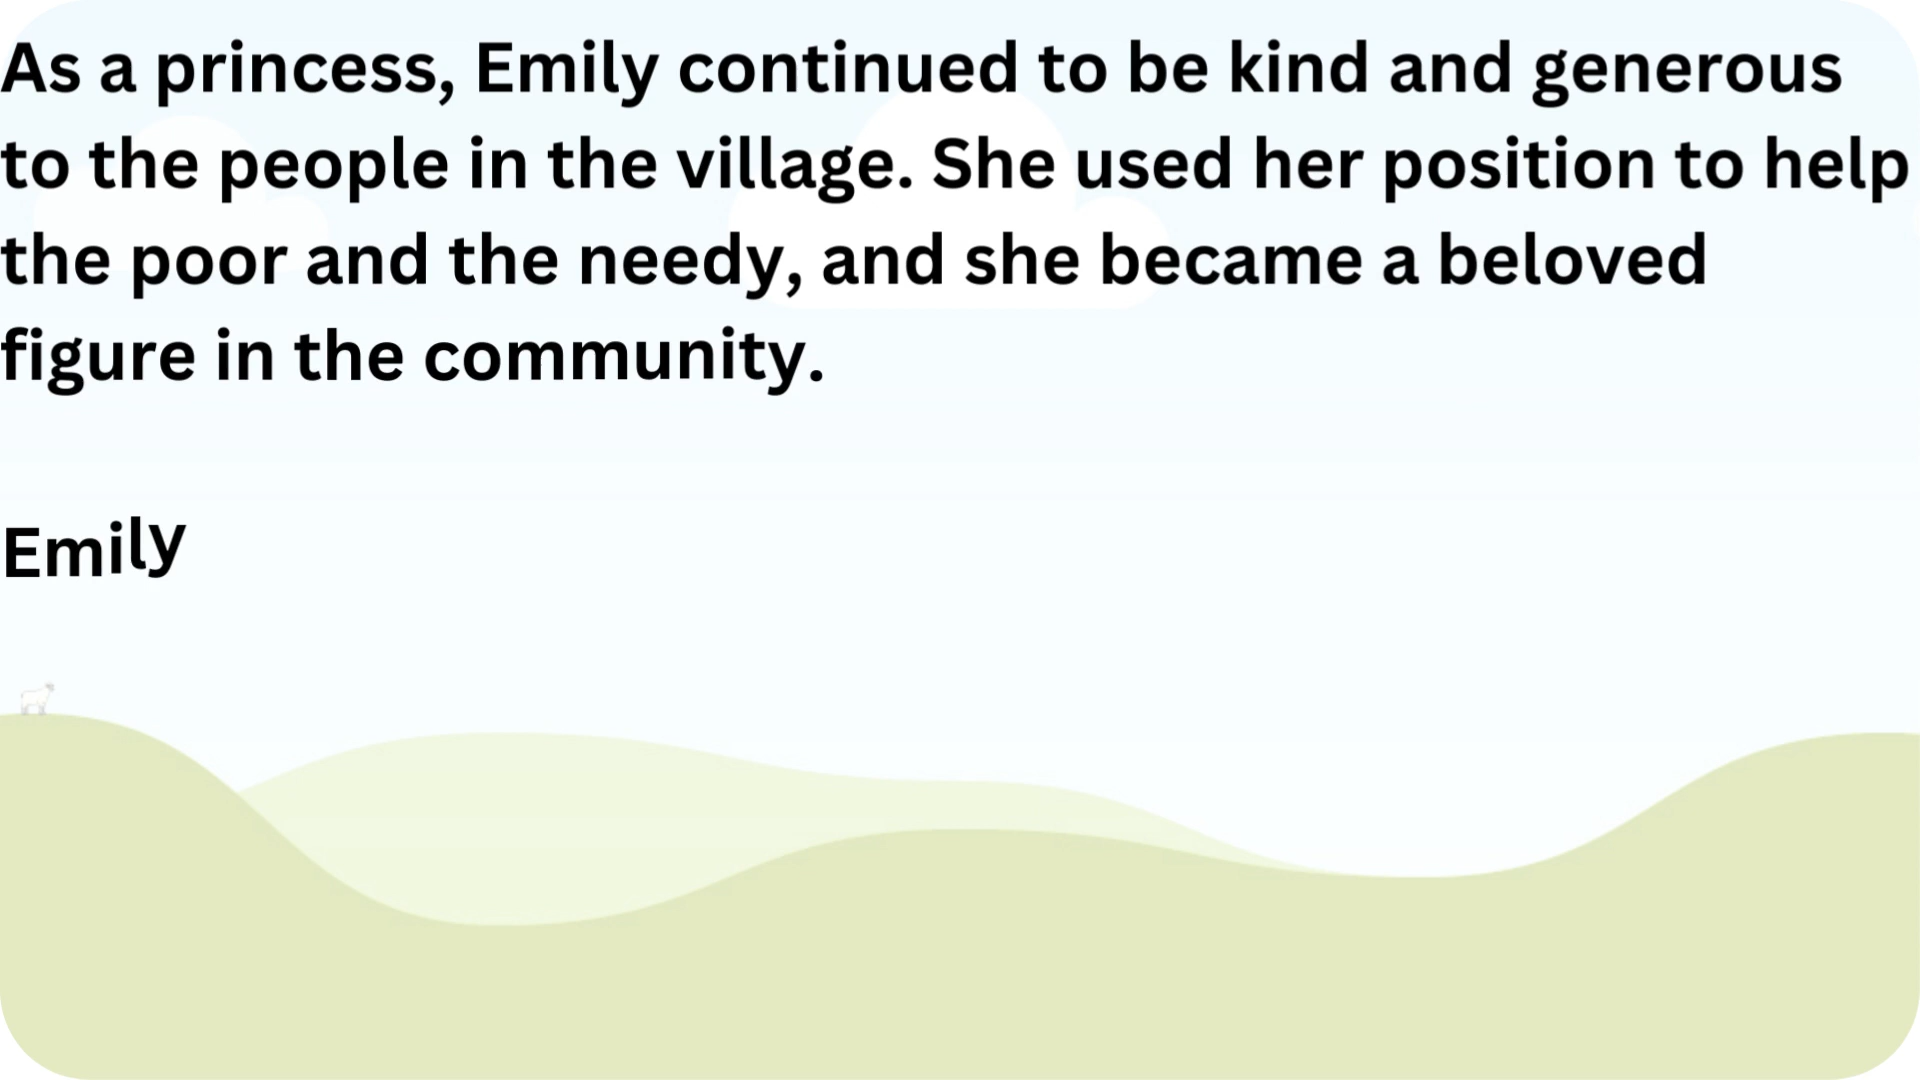 As a princess, Emily continued to be kind and generous
to the people in the village. She used her position to help
the poor and the needy, and she became a beloved
figure in the community.
Emily